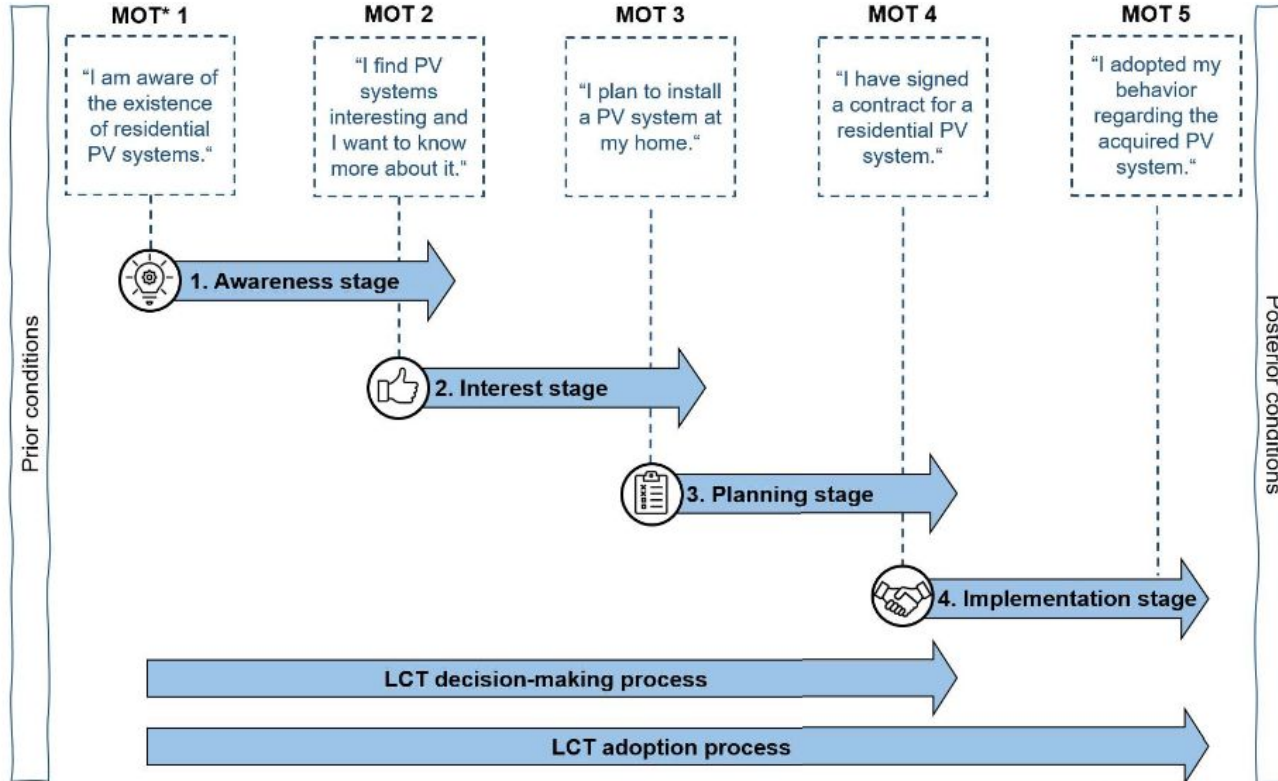 MOT* 1
MOT 2
MOT 3
MOT 4
MOT 5
“I am aware of
the existence
of residential
PV systems.“
“I find PV
systems
interesting and
I want to know
more about it.“
“I plan to install
a PV system at
my home.“
“I have signed
a contract for a
residential PV
system.“
“I adopted my
behavior
regarding the
acquired PV
system.“
Prior conditions
1. Awareness stage
2. Interest stage
3. Planning stage
4. Implementation stage
LCT decision-making process
LCT adoption process
Posterior conditions